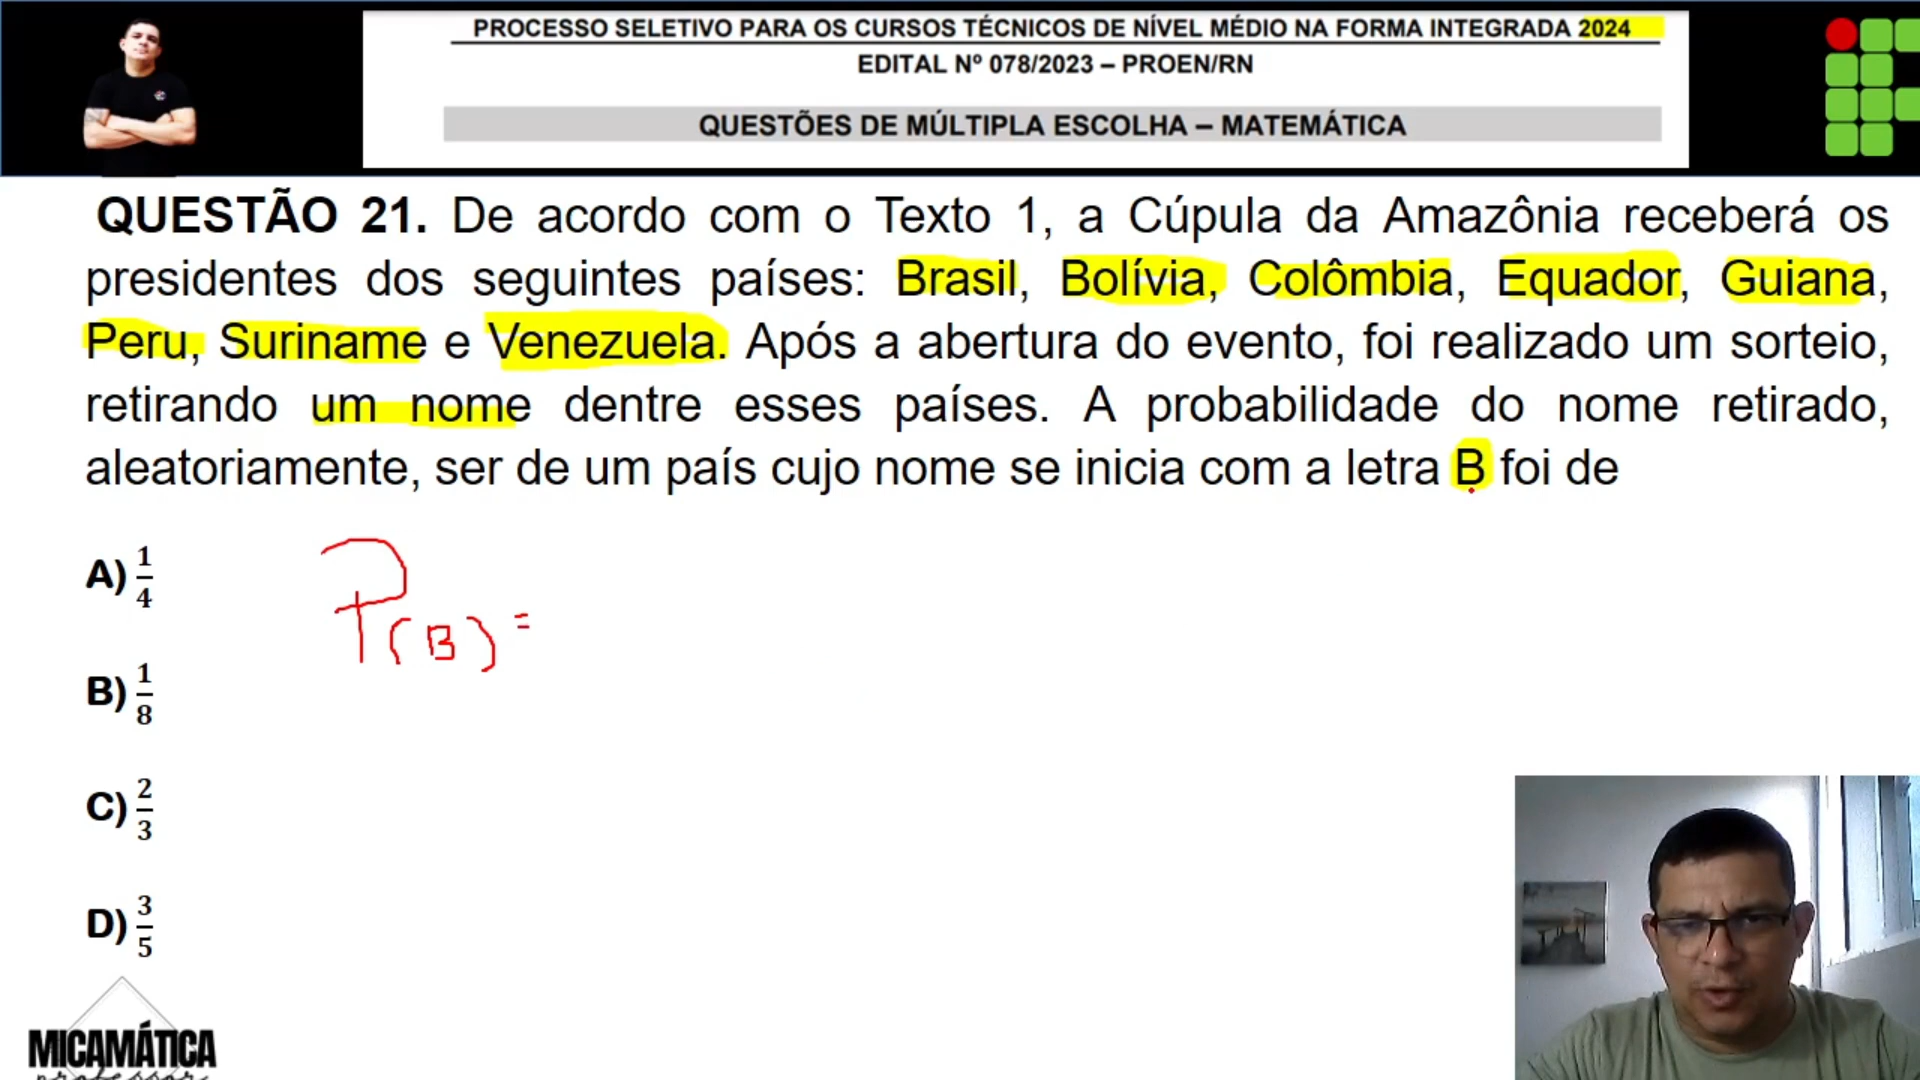 PROCESSO SELETIVO PARA OS CURSOS TÉCNICOS DE NÍVEL MÉDIO NA FORMA INTEGRADA 2024
EDITAL Nº 078/2023 – PROEN/RN
QUESTÕES DE MÚLTIPLA ESCOLHA – MATEMÁTICA
QUESTÃO 21. De acordo com o Texto 1, a Cúpula da Amazônia receberá os
presidentes dos seguintes países: Brasil, Bolívia, Colômbia, Equador, Guiana,
Peru, Suriname e Venezuela. Após a abertura do evento, foi realizado um sorteio,
retirando um nome dentre esses países. A probabilidade do nome retirado,
aleatoriamente, ser de um país cujo nome se inicia com a letra B foi de
A) 1/4
P(B) =
B) 1/8
C) 2/3
D) 3/5
MICAMÁTICA
professor